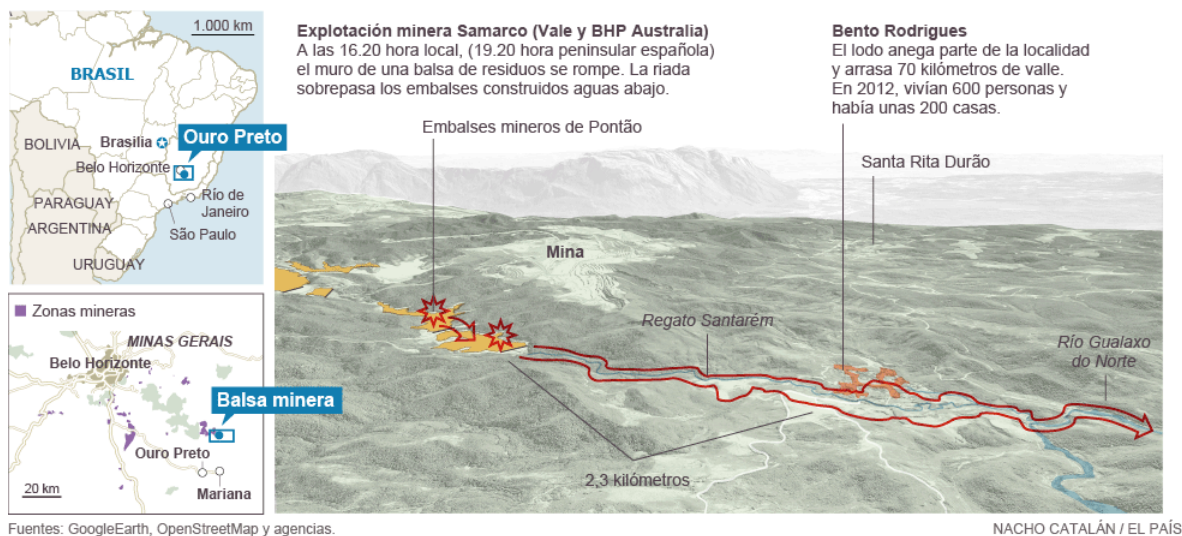 1.000 km
BRASIL
BOLIVIA
Brasilia
Ouro Preto
Belo Horizonte
PARAGUAY
Río de
Janeiro
ARGENTINA
São Paulo
URUGUAY
Zonas mineras
MINAS GERAIS
Belo Horizonte
Balsa minera
Ouro Preto
20 km
Mariana
Explotación minera Samarco (Vale y BHP Australia)
A las 16.20 hora local, (19.20 hora peninsular española)
el muro de una balsa de residuos se rompe. La riada
sobrepasa los embalses construidos aguas abajo.
Bento Rodrigues
El lodo anega parte de la localidad
y arrasa 70 kilómetros de valle.
En 2012, vivían 600 personas y
había unas 200 casas.
Embalses mineros de Pontão
Santa Rita Durão
Mina
Regato Santarém
Río Gualaxo
do Norte
2,3 kilómetros
Fuentes: GoogleEarth, OpenStreetMap y agencias.
NACHO CATALÁN / EL PAÍS